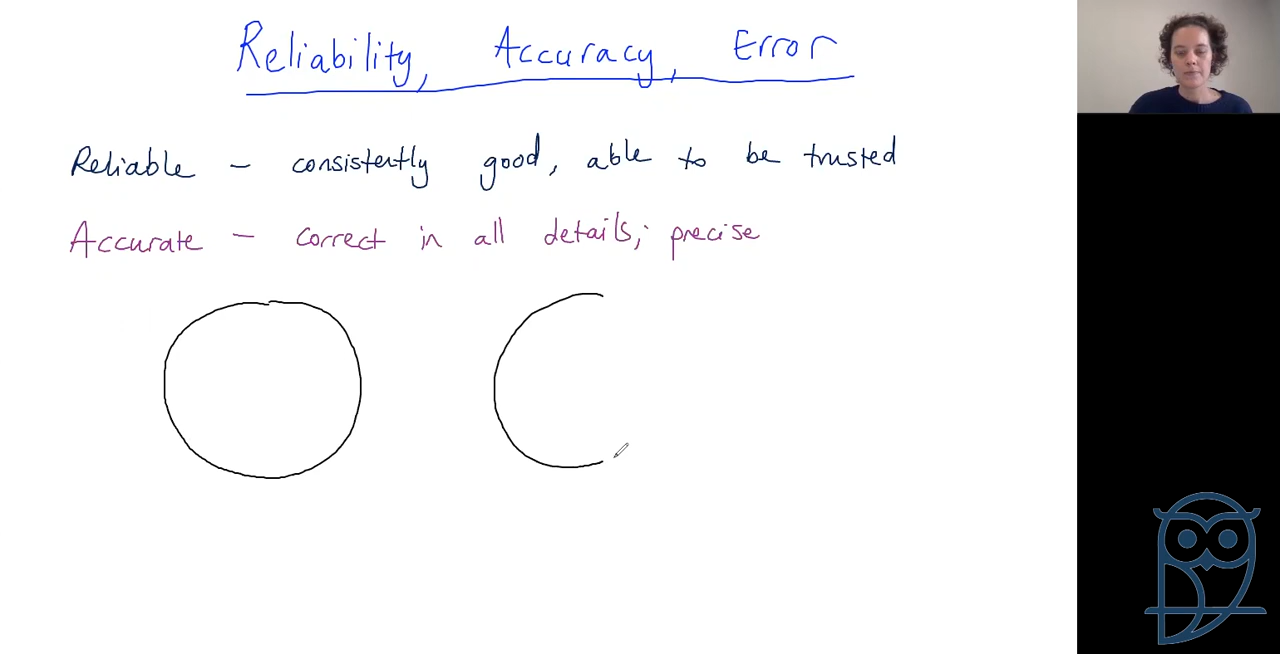 Reliability, Accuracy, Error
Reliable - consistently good, able to be trusted
Accurate - correct in all details; precise